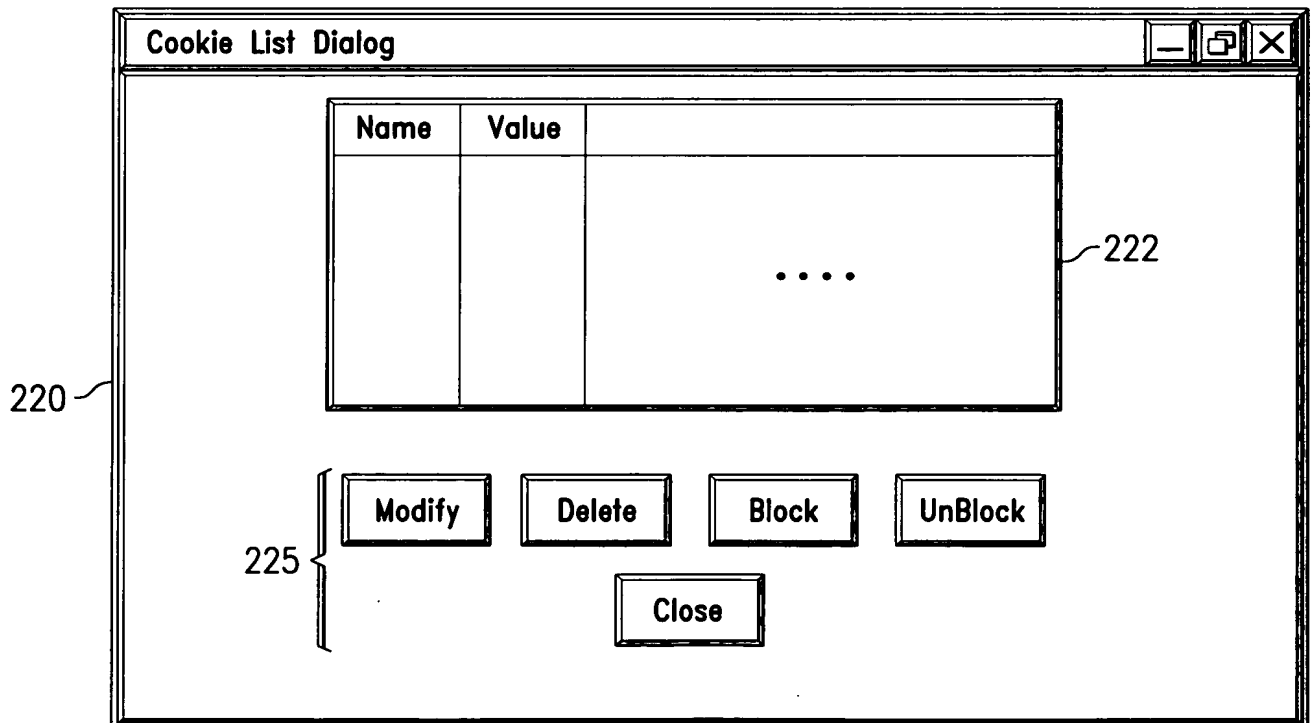 Cookie List Dialog
Name Value
....
222
220
Modify Delete Block UnBlock
225
Close